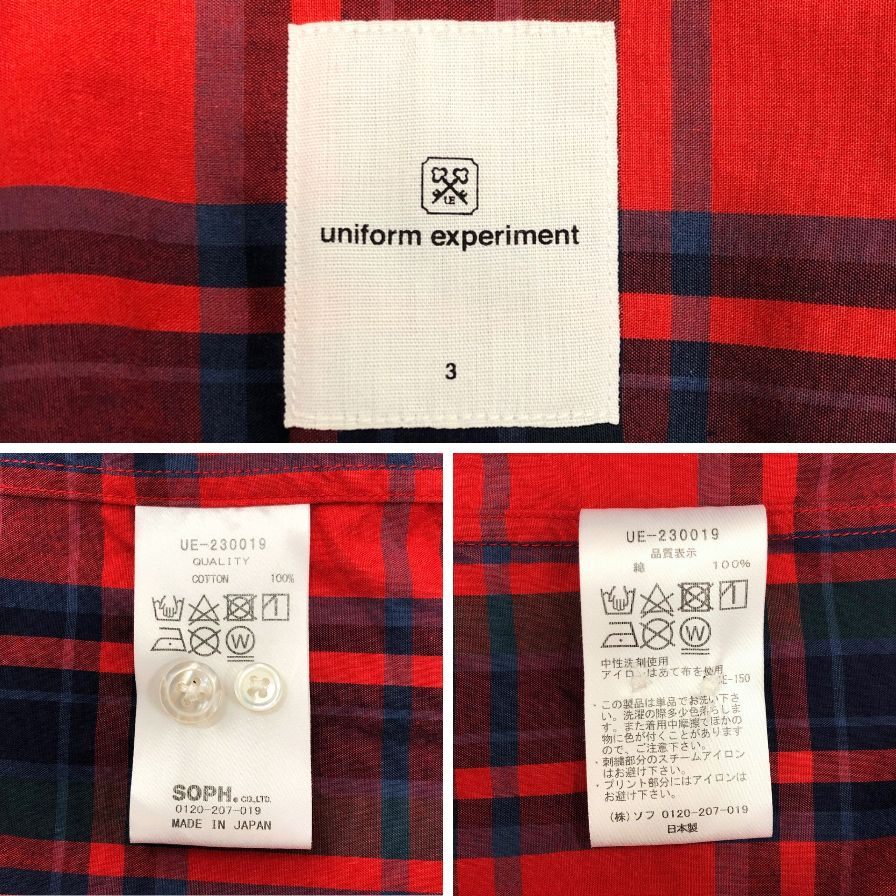 UE
uniform experiment
3
UE-230019
QUALITY
COTTON 100%
W
SOPH. CO.,LTD.
0120-207-019
MADE IN JAPAN
UE-230019
品質表示
綿 100%
W
中性洗剤使用
アイロンはあて布を使用
E-150
・この製品は単品でお洗い下さ
い。洗濯の際多少色落ちしま
す。また着用中摩擦でほかの
物に色が付くことがあります
ので、ご注意下さい。
・刺繍部分のスチームアイロン
はお避け下さい。
・プリント部分にはアイロンは
お避け下さい。
(株)ソフ 0120-207-019
日本製